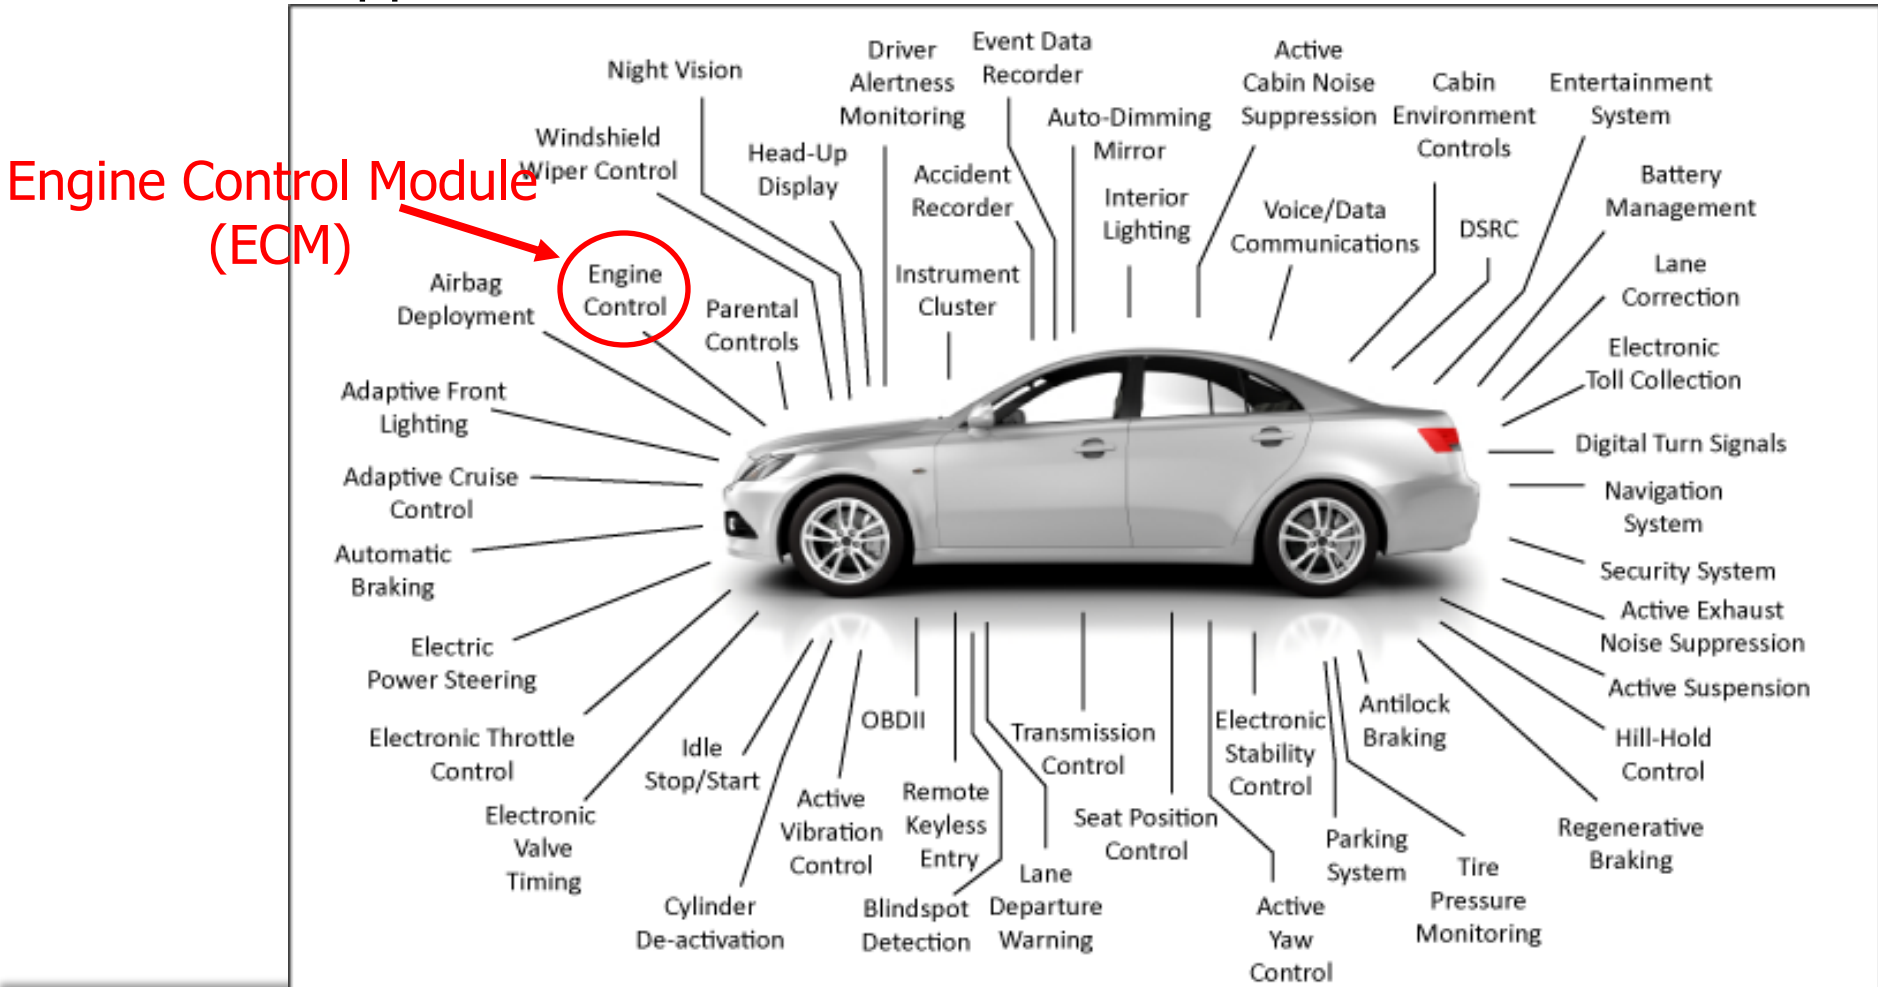 Engine Control Module
(ECM)
Night Vision
Driver
Alertness
Monitoring
Event Data
Recorder
Active
Cabin Noise
Suppression
Cabin
Environment
Controls
Entertainment
System
Windshield
Wiper Control
Head-Up
Display
Accident
Recorder
Auto-Dimming
Mirror
Interior
Lighting
Voice/Data
Communications
DSRC
Battery
Management
Lane
Correction
Airbag
Deployment
Engine
Control
Parental
Controls
Instrument
Cluster
Electronic
Toll Collection
Adaptive Front
Lighting
Digital Turn Signals
Adaptive Cruise
Control
Navigation
System
Automatic
Braking
Security System
Active Exhaust
Noise Suppression
Electric
Power Steering
Active Suspension
Electronic Throttle
Control
Idle
Stop/Start
OBDII
Transmission
Control
Electronic
Stability
Control
Antilock
Braking
Hill-Hold
Control
Electronic
Valve
Timing
Active
Vibration
Control
Remote
Keyless
Entry
Seat Position
Control
Parking
System
Regenerative
Braking
Tire
Pressure
Monitoring
Cylinder
De-activation
Blindspot
Detection
Lane
Departure
Warning
Active
Yaw
Control